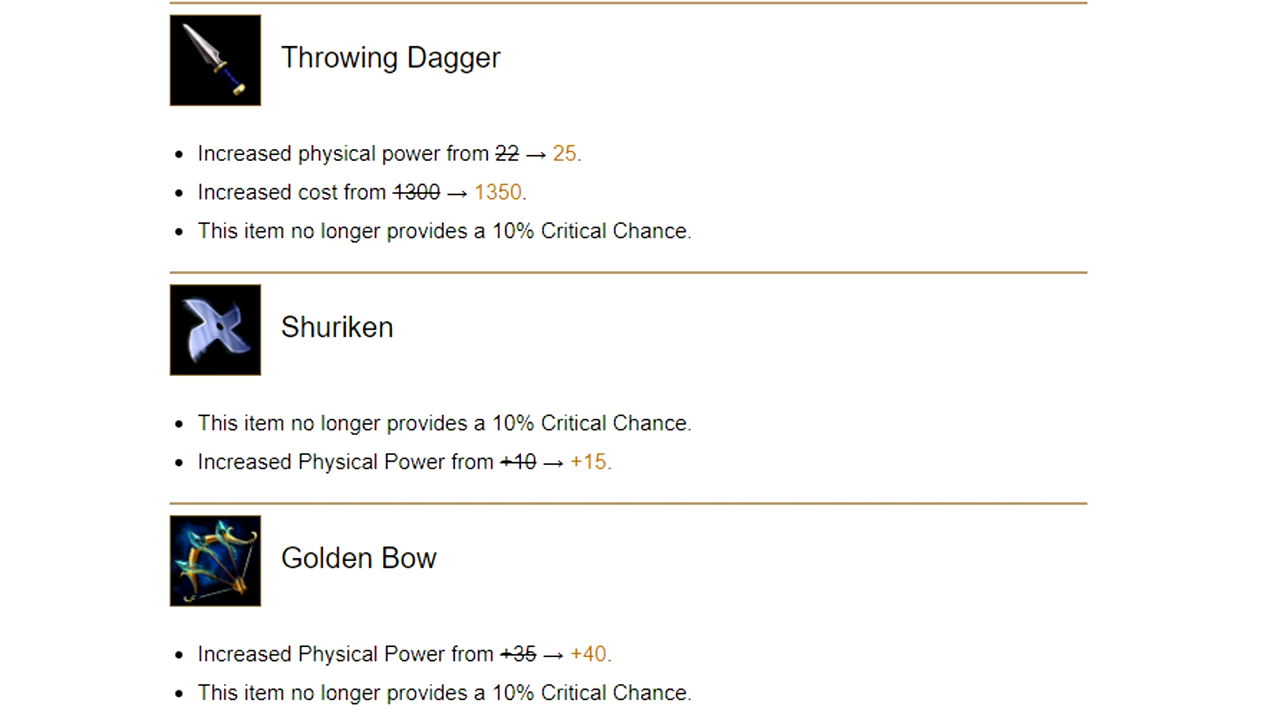 Throwing Dagger
• Increased physical power from 22 → 25.
• Increased cost from 1300 → 1350.
• This item no longer provides a 10% Critical Chance.
Shuriken
• This item no longer provides a 10% Critical Chance.
• Increased Physical Power from +10 → +15.
Golden Bow
• Increased Physical Power from +35 → +40.
• This item no longer provides a 10% Critical Chance.